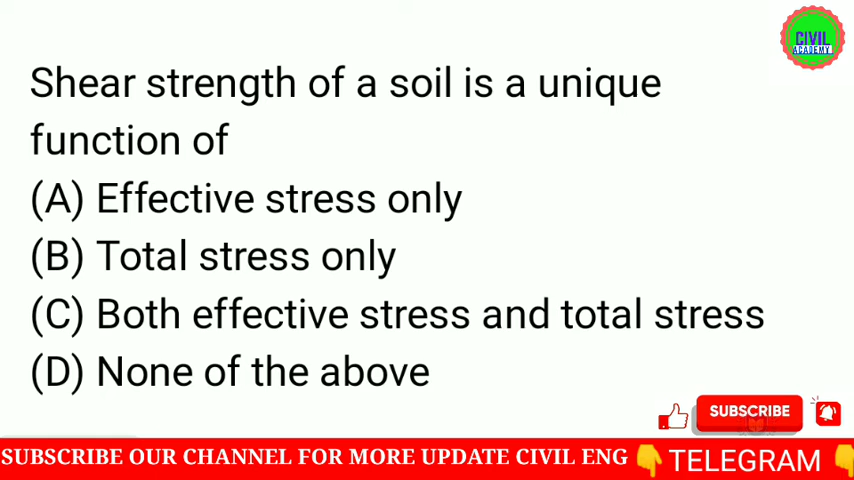 CIVIL
ACADEMY
Shear strength of a soil is a unique
function of
(A) Effective stress only
(B) Total stress only
(C) Both effective stress and total stress
(D) None of the above
SUBSCRIBE
SUBSCRIBE OUR CHANNEL FOR MORE UPDATE CIVIL ENG 👇 TELEGRAM 👇